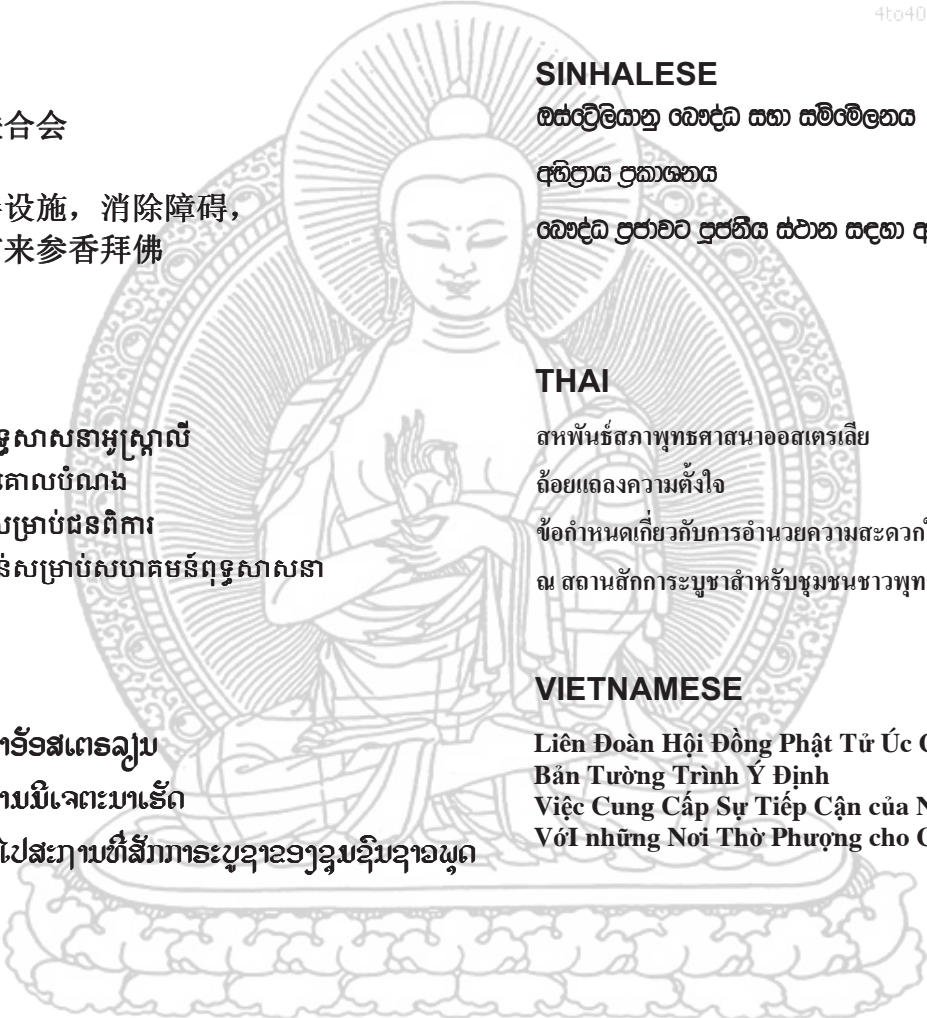 4to40
合会
设施，消除障碍，
来参香拜佛
ទ្ធសាសនាអូស្ត្រាលី
គោលបំណង
សម្រាប់ជនពិការ
ន់សម្រាប់សហគមន៍ពុទ្ធសាសនា
າອັອສເຕຣລຽນ
ານມີເຈຕະນາເຮັດ
ໄປສະຖານທີ່ສັກກາຣະບູຊາຂອງຊຸມຊົນຊາວພຸດ
SINHALESE
ඔස්ට්‍රේලියානු බෞද්ධ සභා සම්මේලනය
අභිප්‍රාය ප්‍රකාශනය
බෞද්ධ ප්‍රජාවට පූජනීය ස්ථාන සඳහා
THAI
สหพันธ์สภาพุทธศาสนาออสเตรเลีย
ถ้อยแถลงความตั้งใจ
ข้อกำหนดเกี่ยวกับการอำนวยความสะดวก
ณ สถานสักการะบูชาสำหรับชุมชนชาวพุท
VIETNAMESE
Liên Đoàn Hội Đồng Phật Tử Úc C
Bản Tường Trình Ý Định
Việc Cung Cấp Sự Tiếp Cận của N
VớI những Nơi Thờ Phượng cho C